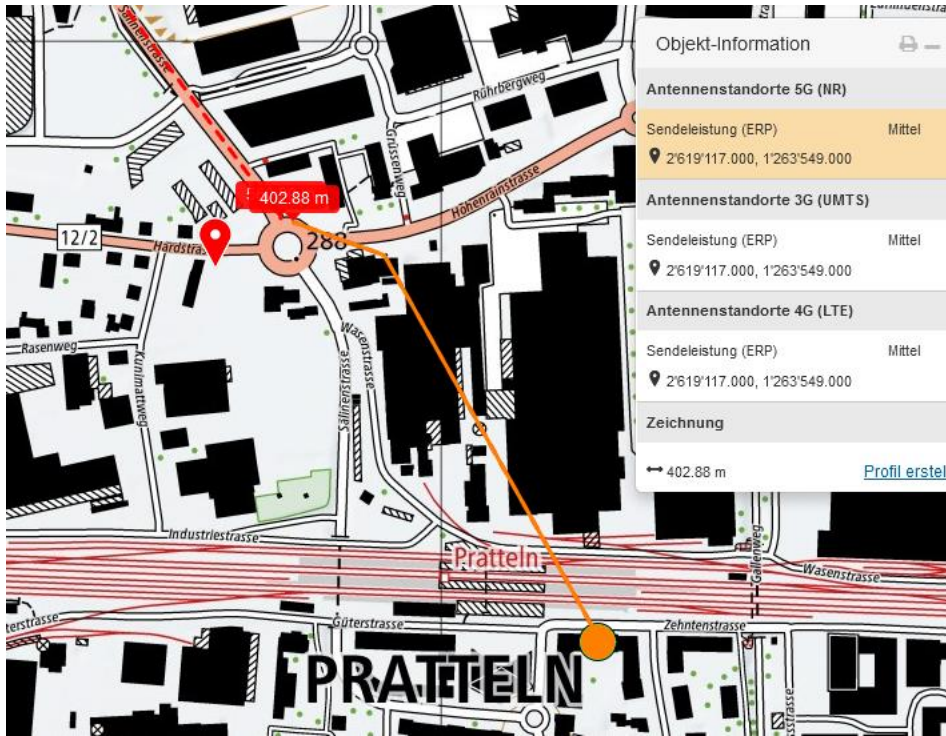 Salinenstrasse
Objekt-Information
Antennenstandorte 5G (NR)
Sendeleistung (ERP) Mittel
2'619'117.000, 1'263'549.000
Antennenstandorte 3G (UMTS)
Sendeleistung (ERP) Mittel
2'619'117.000, 1'263'549.000
Antennenstandorte 4G (LTE)
Sendeleistung (ERP) Mittel
2'619'117.000, 1'263'549.000
Zeichnung
402.88 m Profil erstel
Rührbergweg
Grüssenweg
402.88 m
Hohenrainstrasse
12/2
288
Rasenweg
Kunimattweg
Salinenstrasse
Wasenstrasse
Industriestrasse
Pratteln
Gallenweg
Wasenstrasse
Güterstrasse
Zehntenstrasse
PRATTELN